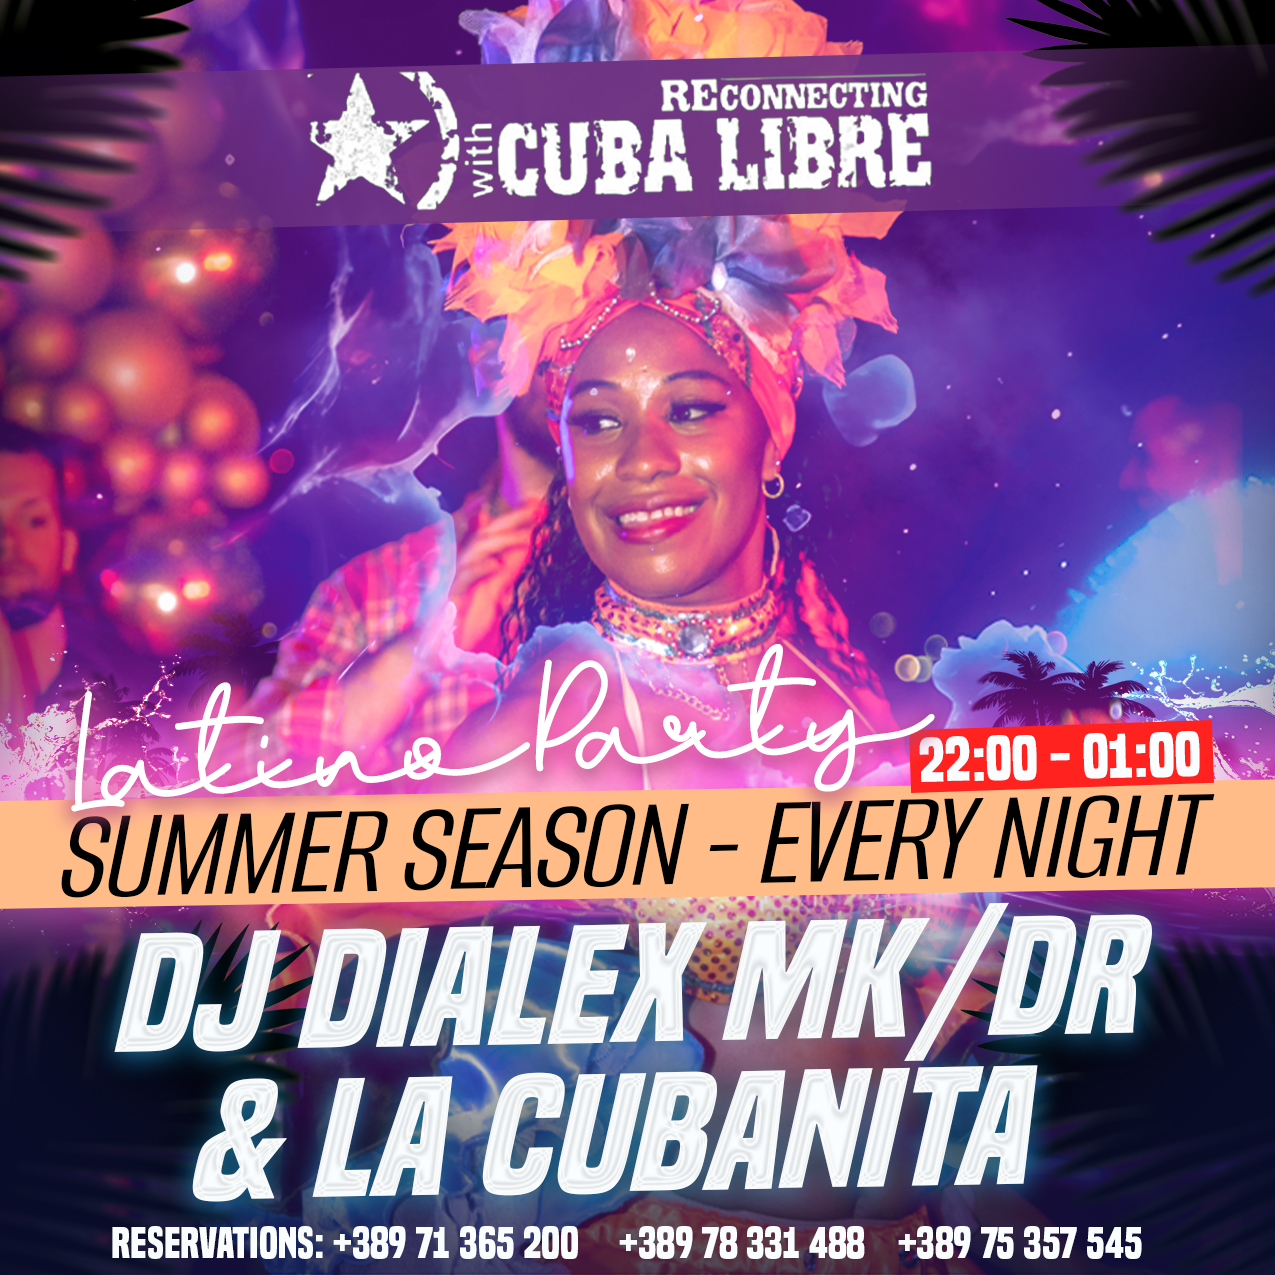 REconnecting
with CUBA LIBRE
Latino Party
22:00 - 01:00
SUMMER SEASON - EVERY NIGHT
DJ DIALEX MK/DR
& LA CUBANITA
RESERVATIONS: +389 71 365 200 +389 78 331 488 +389 75 357 545